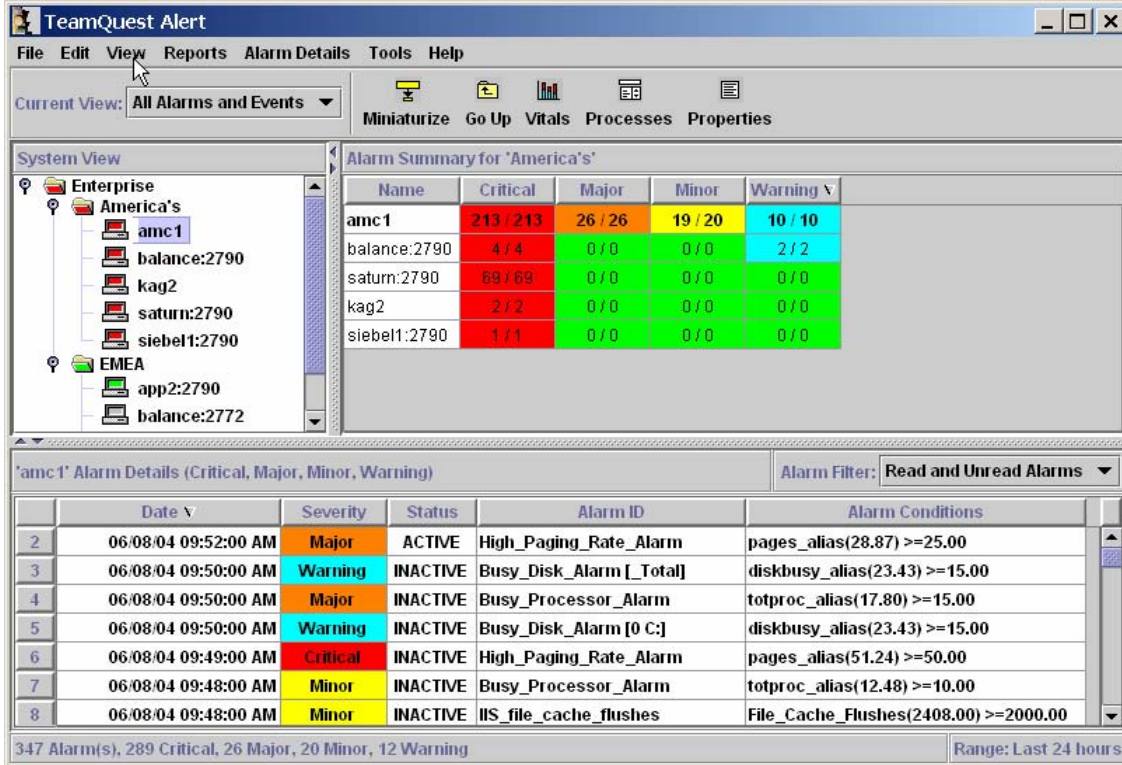 TeamQuest Alert
File Edit View Reports Alarm Details Tools Help
Current View: All Alarms and Events
Miniaturize Go Up Vitals Processes Properties
System View
Enterprise
America's
amc1
balance:2790
kag2
saturn:2790
siebel1:2790
EMEA
app2:2790
balance:2772
Alarm Summary for 'America's'
Name Critical Major Minor Warning
amc1 213 / 213 26 / 26 19 / 20 10 / 10
balance:2790 4 / 4 0 / 0 0 / 0 2 / 2
saturn:2790 69 / 69 0 / 0 0 / 0 0 / 0
kag2 2 / 2 0 / 0 0 / 0 0 / 0
siebel1:2790 1 / 1 0 / 0 0 / 0 0 / 0
'amc1' Alarm Details (Critical, Major, Minor, Warning)
Alarm Filter: Read and Unread Alarms
Date Severity Status Alarm ID Alarm Conditions
2 06/08/04 09:52:00 AM Major ACTIVE High_Paging_Rate_Alarm pages_alias(28.87) >=25.00
3 06/08/04 09:50:00 AM Warning INACTIVE Busy_Disk_Alarm [_Total] diskbusy_alias(23.43) >=15.00
4 06/08/04 09:50:00 AM Major INACTIVE Busy_Processor_Alarm totproc_alias(17.80) >=15.00
5 06/08/04 09:50:00 AM Warning INACTIVE Busy_Disk_Alarm [0 C:] diskbusy_alias(23.43) >=15.00
6 06/08/04 09:49:00 AM Critical INACTIVE High_Paging_Rate_Alarm pages_alias(51.24) >=50.00
7 06/08/04 09:48:00 AM Minor INACTIVE Busy_Processor_Alarm totproc_alias(12.48) >=10.00
8 06/08/04 09:48:00 AM Minor INACTIVE IIS_file_cache_flushes File_Cache_Flushes(2408.00) >=2000.00
347 Alarm(s), 289 Critical, 26 Major, 20 Minor, 12 Warning
Range: Last 24 hours